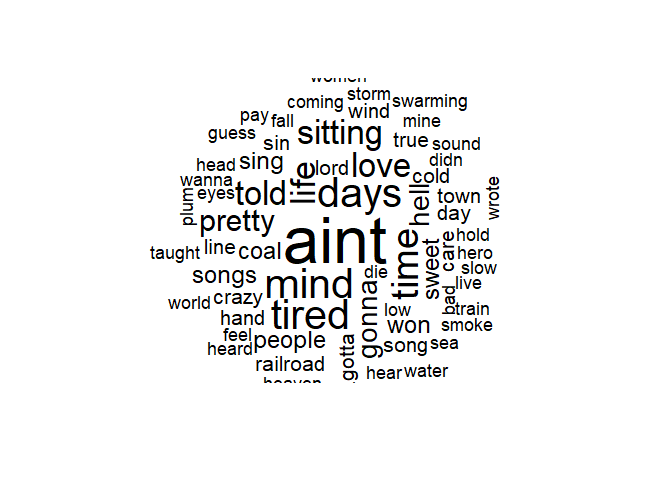 women
storm
coming
swarming
pay
wind
fall
mine
guess
sitting
sin
true
sound
sing
lord
love
didn
head
cold
wanna
life
hell
eyes
told
days
town
plum
wrote
pretty
day
aint
time
hold
taught
line
coal
sweet
care
hero
songs
mind
die
slow
live
world
crazy
gonna
bad
train
hand
tired
low
won
smoke
feel
people
song
sea
heard
gotta
railroad
hear
water
heaven